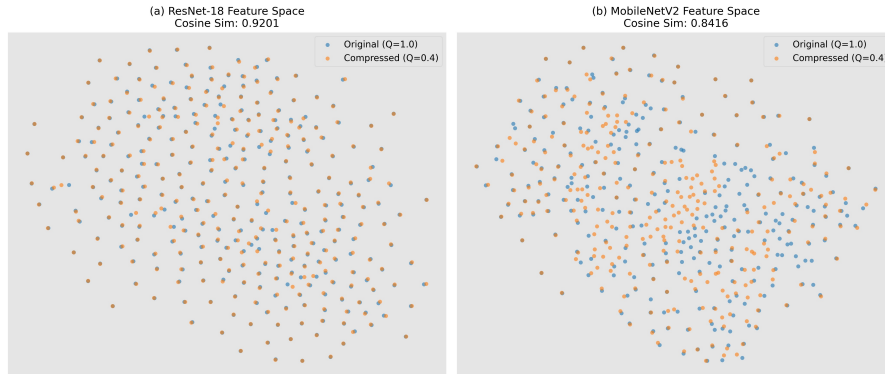 (a) ResNet-18 Feature Space
Cosine Sim: 0.9201
Original (Q=1.0)
Compressed (Q=0.4)
(b) MobileNetV2 Feature Space
Cosine Sim: 0.8416
Original (Q=1.0)
Compressed (Q=0.4